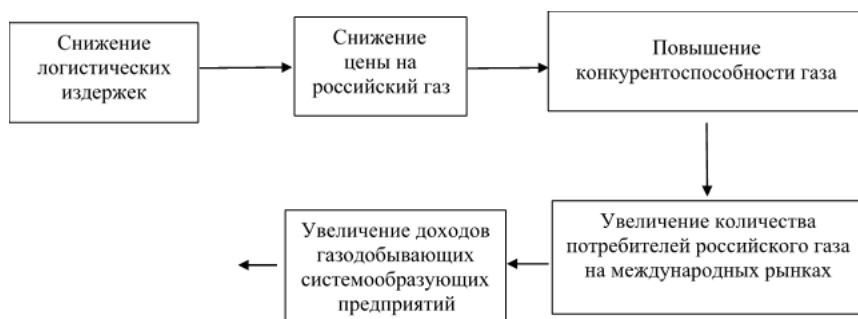 Снижение
логистических
издержек
Снижение
цены на
российский газ
Повышение
конкурентоспособности газа
Увеличение количества
потребителей российского газа
на международных рынках
Увеличение доходов
газодобывающих
системообразующих
предприятий